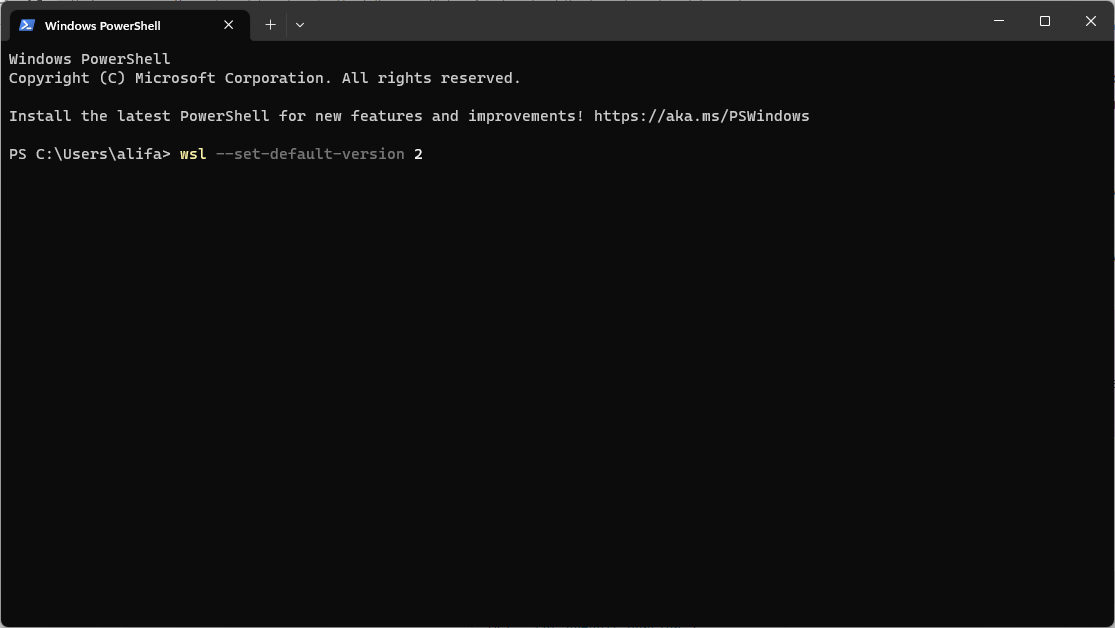 Windows PowerShell
Windows PowerShell
Copyright (C) Microsoft Corporation. All rights reserved.
Install the latest PowerShell for new features and improvements! https://aka.ms/PSWindows
PS C:\Users\alifa> wsl --set-default-version 2